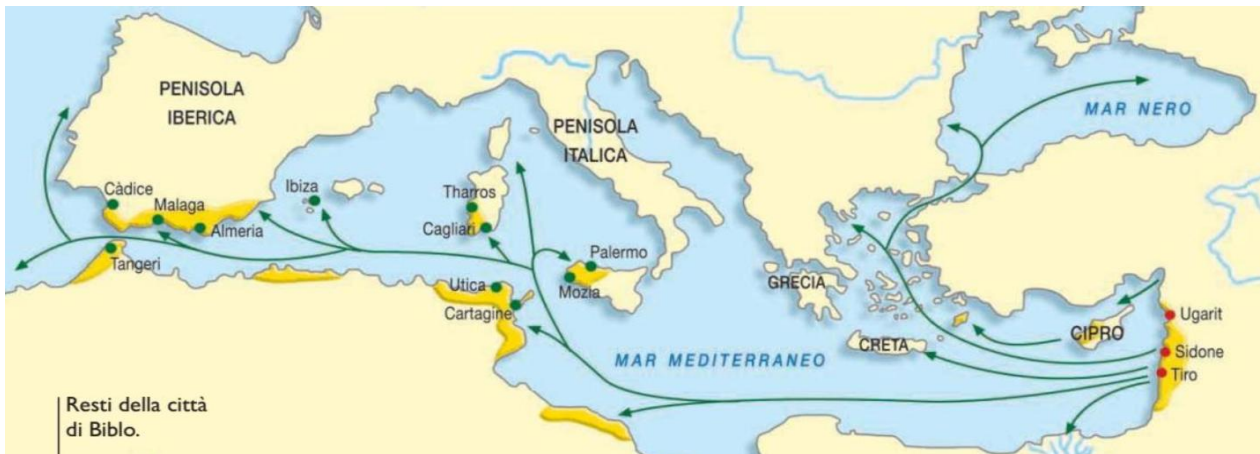 PENISOLA
IBERICA
PENISOLA
ITALICA
MAR NERO
Càdice
Malaga
Almeria
Tangeri
Ibiza
Tharros
Cagliari
Palermo
Mozia
Utica
Cartagine
GRECIA
CRETA
CIPRO
Ugarit
Sidone
Tiro
MAR MEDITERRANEO
Resti della città
di Biblo.